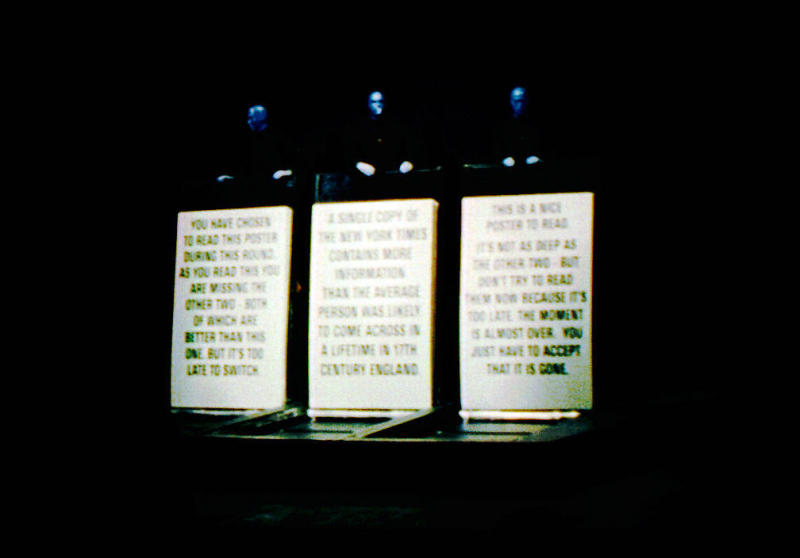 YOU HAVE CHOSEN
TO READ THIS POSTER
DURING THIS ROUND.
AS YOU READ THIS YOU
ARE MISSING THE
OTHER TWO - BOTH
OF WHICH ARE
BETTER THAN THIS
ONE. BUT IT'S TOO
LATE TO SWITCH.
A SINGLE COPY OF
THE NEW YORK TIMES
CONTAINS MORE
INFORMATION
THAN THE AVERAGE
PERSON WAS LIKELY
TO COME ACROSS IN
A LIFETIME IN 17TH
CENTURY ENGLAND.
THIS IS A NICE
POSTER TO READ.
IT'S NOT AS DEEP AS
THE OTHER TWO - BUT
DON'T TRY TO READ
THEM NOW BECAUSE IT'S
TOO LATE. THE MOMENT
IS ALMOST OVER. YOU
JUST HAVE TO ACCEPT
THAT IT IS GONE.